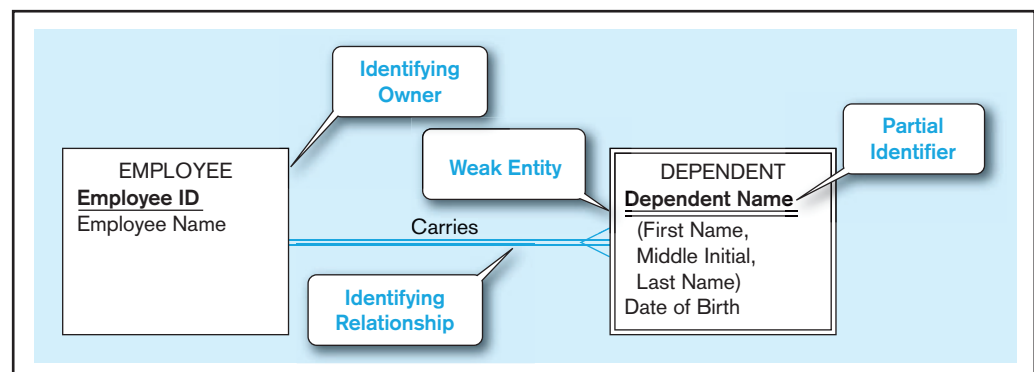 Identifying
Owner
Partial
Identifier
Weak Entity
EMPLOYEE
Employee ID
Employee Name
DEPENDENT
Dependent Name
(First Name,
Middle Initial,
Last Name)
Date of Birth
Carries
Identifying
Relationship